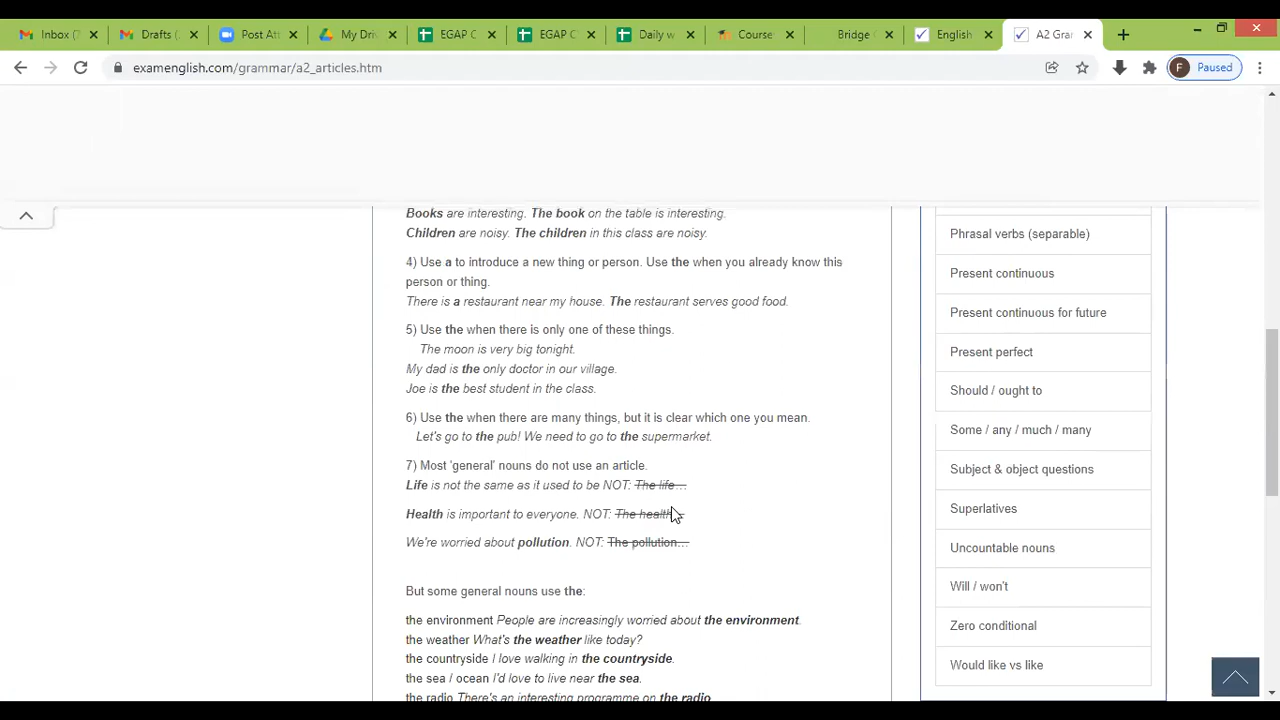 Inbox (
Drafts (
Post Att
My Driv
EGAP C
EGAP C
Daily w
Course
Bridge
English
A2 Gra
examenglish.com/grammar/a2_articles.htm
F
Paused
Books are interesting. The book on the table is interesting.
Children are noisy. The children in this class are noisy.
4) Use a to introduce a new thing or person. Use the when you already know this
person or thing.
There is a restaurant near my house. The restaurant serves good food.
5) Use the when there is only one of these things.
The moon is very big tonight.
My dad is the only doctor in our village.
Joe is the best student in the class.
6) Use the when there are many things, but it is clear which one you mean.
Let's go to the pub! We need to go to the supermarket.
7) Most 'general' nouns do not use an article.
Life is not the same as it used to be NOT: The life…
Health is important to everyone. NOT: The health…
We're worried about pollution. NOT: The pollution…
But some general nouns use the:
the environment People are increasingly worried about the environment.
the weather What's the weather like today?
the countryside I love walking in the countryside.
the sea / ocean I'd love to live near the sea.
the radio There's an interesting programme on the radio
Phrasal verbs (separable)
Present continuous
Present continuous for future
Present perfect
Should / ought to
Some / any / much / many
Subject & object questions
Superlatives
Uncountable nouns
Will / won't
Zero conditional
Would like vs like